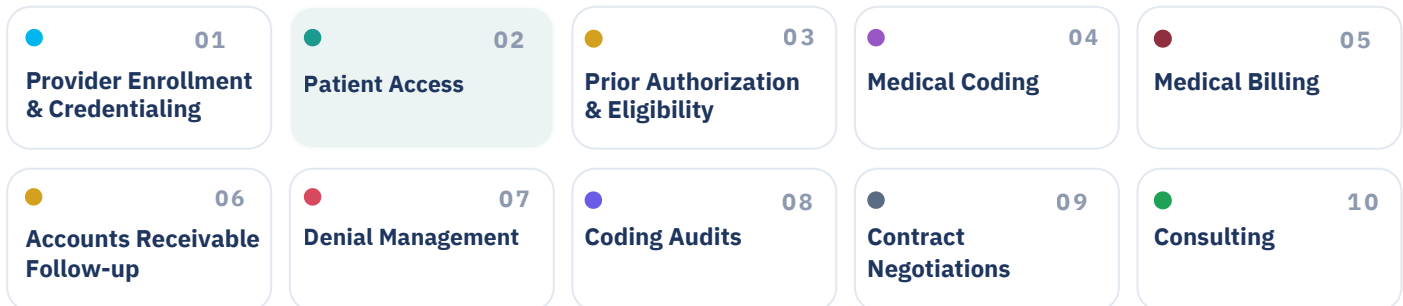 01
Provider Enrollment
& Credentialing
02
Patient Access
03
Prior Authorization
& Eligibility
04
Medical Coding
05
Medical Billing
06
Accounts Receivable
Follow-up
07
Denial Management
08
Coding Audits
09
Contract
Negotiations
10
Consulting